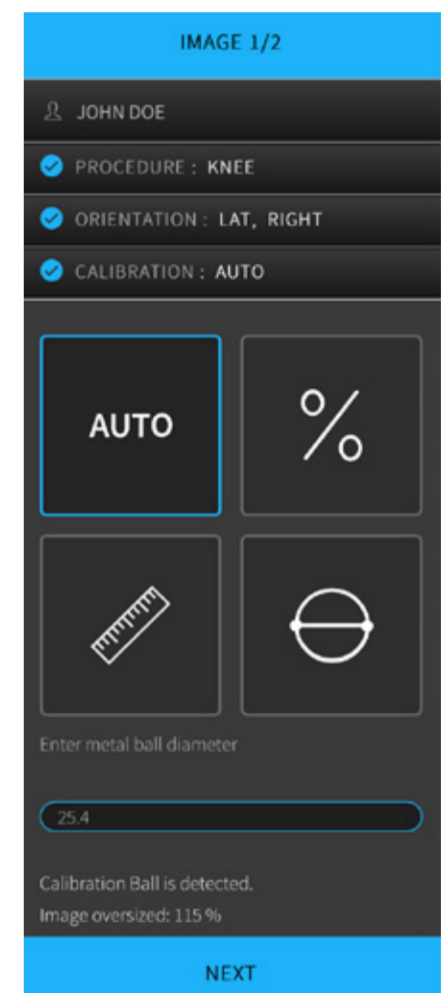 IMAGE 1/2
JOHN DOE
PROCEDURE : KNEE
ORIENTATION : LAT, RIGHT
CALIBRATION : AUTO
AUTO
%
Enter metal ball diameter
25.4
Calibration Ball is detected.
Image oversized: 115 %
NEXT